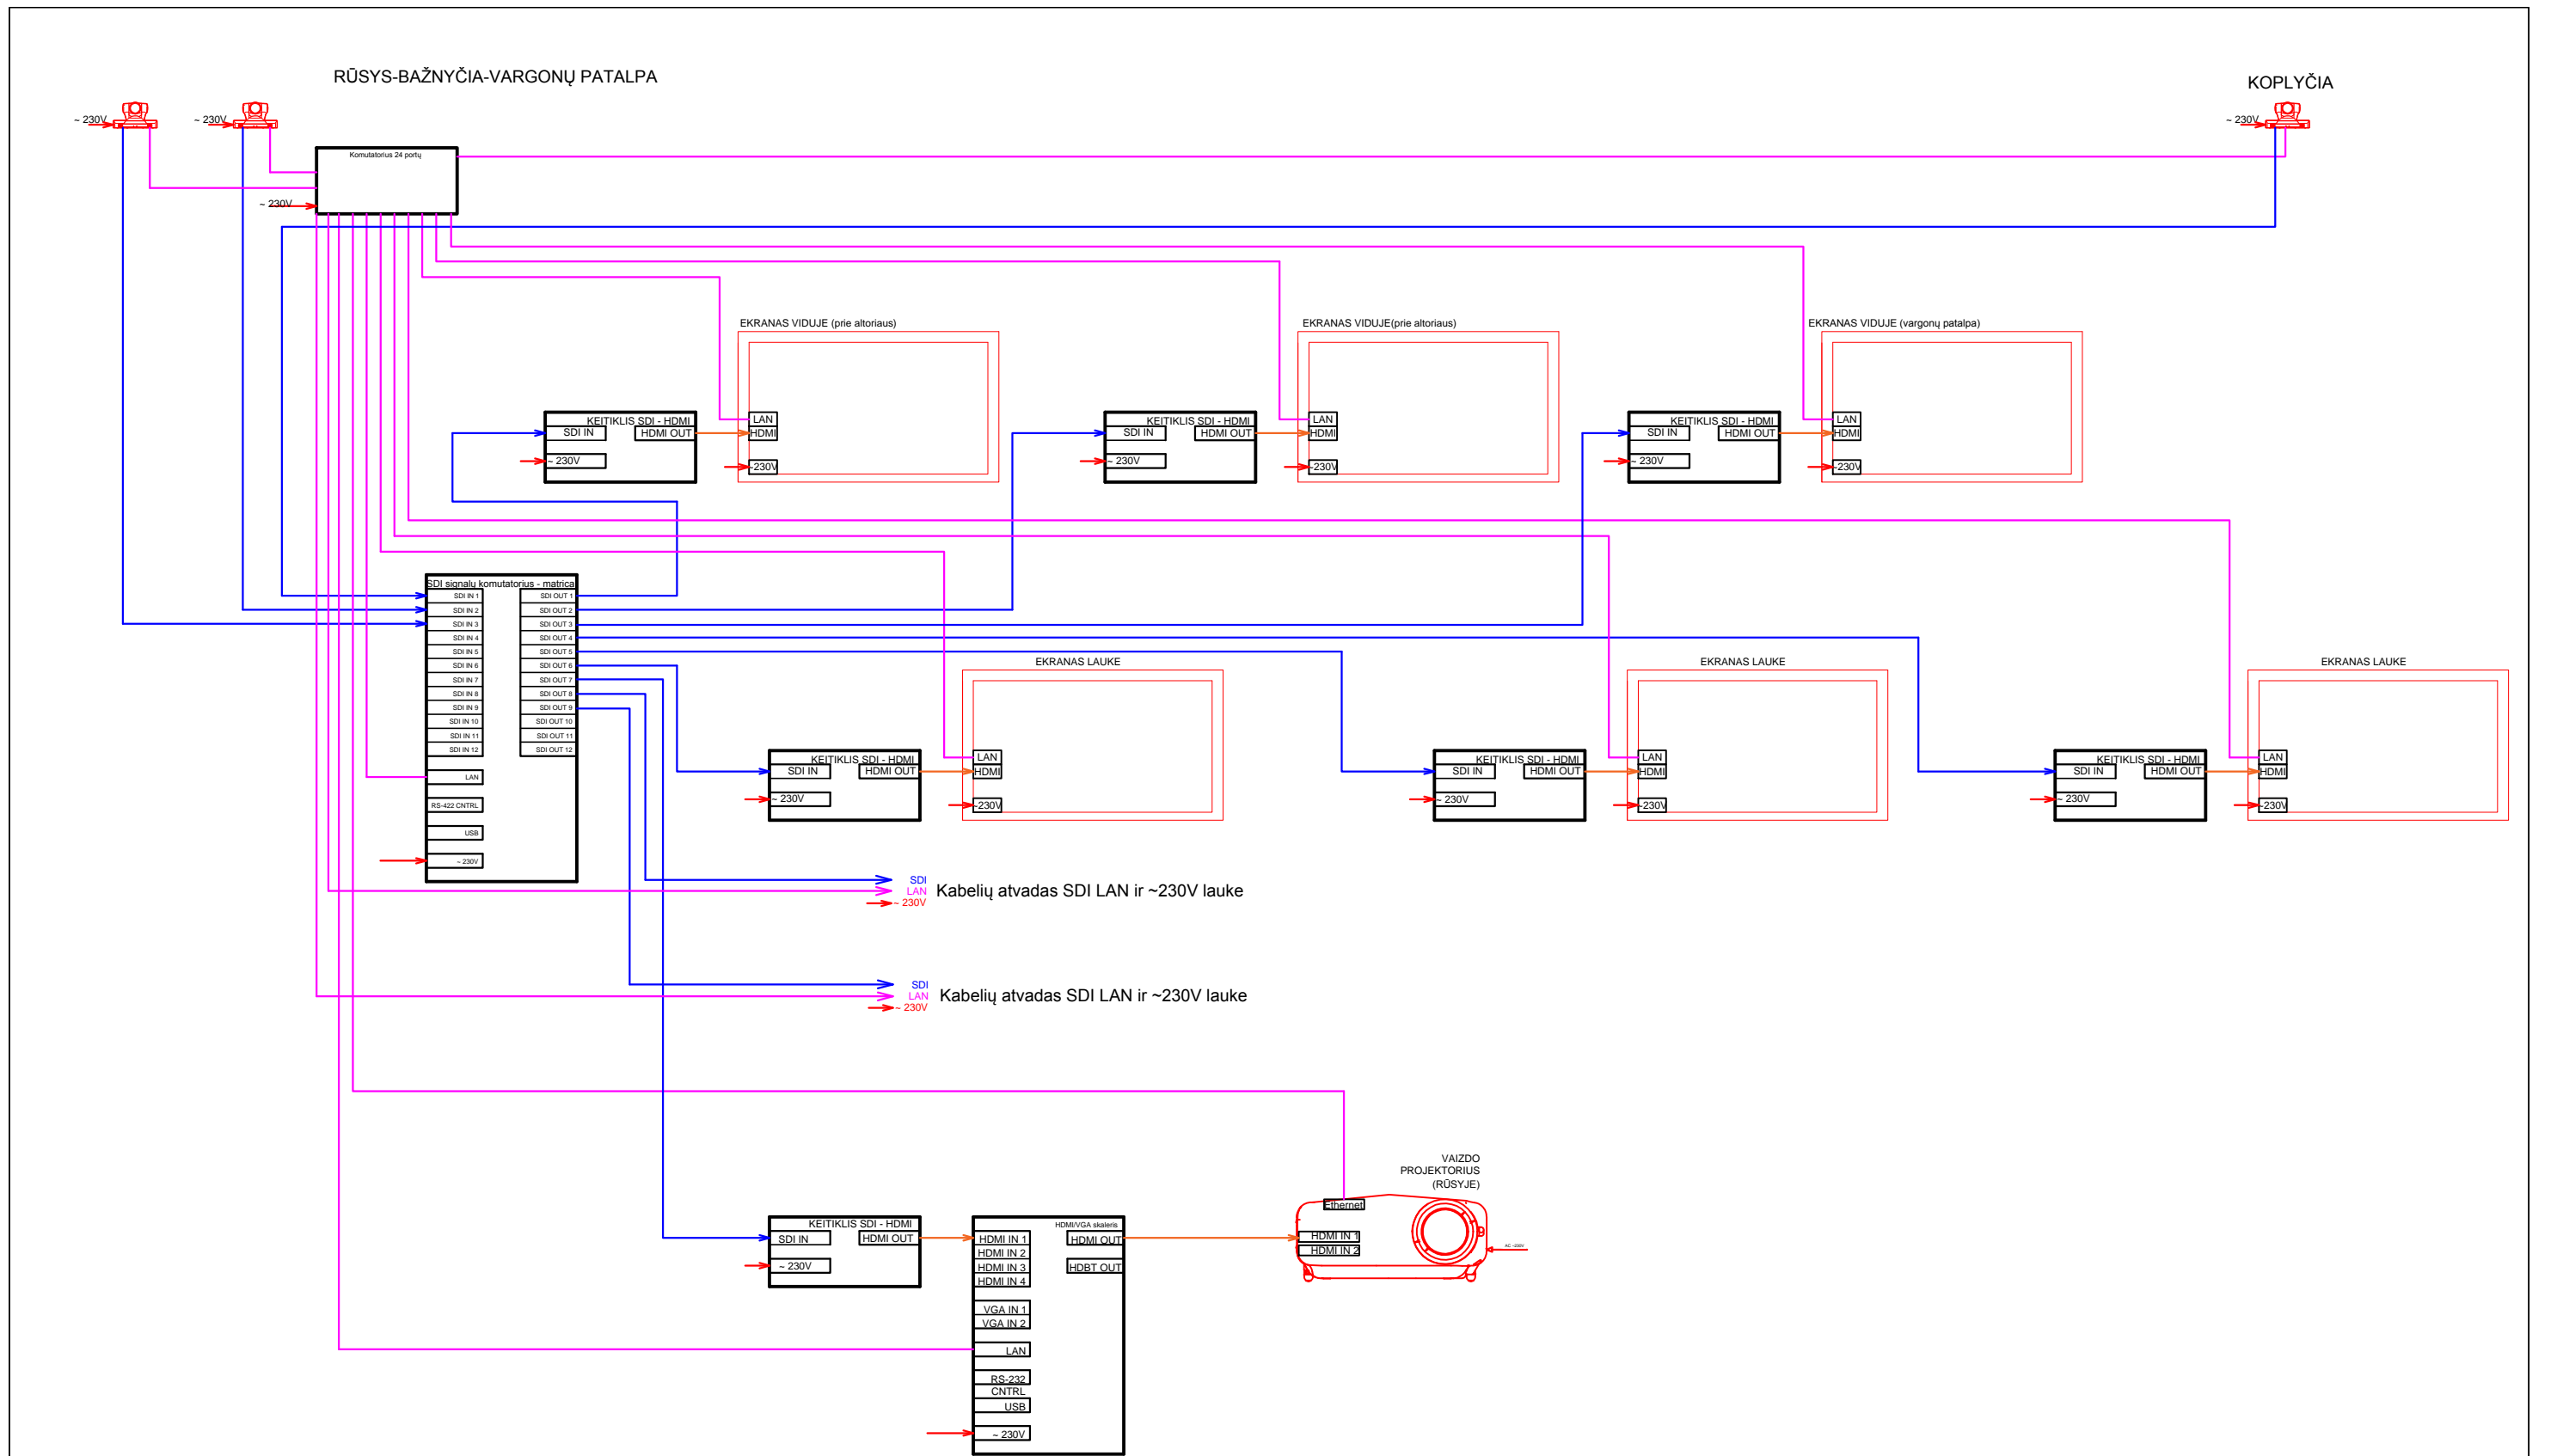 RŪSYS-BAŽNYČIA-VARGONŲ PATALPA
KOPLYČIA
~ 230V
~ 230V
~ 230V
Komutatorius 24 portų
~ 230V
EKRANAS VIDUJE (prie altoriaus)
EKRANAS VIDUJE(prie altoriaus)
EKRANAS VIDUJE (vargonų patalpa)
KEITIKLIS SDI - HDMI
SDI IN
HDMI OUT
~ 230V
LAN
HDMI
~230V
KEITIKLIS SDI - HDMI
SDI IN
HDMI OUT
~ 230V
LAN
HDMI
~230V
KEITIKLIS SDI - HDMI
SDI IN
HDMI OUT
~ 230V
LAN
HDMI
~230V
SDI signalų komutatorius - matrica
SDI IN 1
SDI IN 2
SDI IN 3
SDI IN 4
SDI IN 5
SDI IN 6
SDI IN 7
SDI IN 8
SDI IN 9
SDI IN 10
SDI IN 11
SDI IN 12
LAN
RS-422 CNTRL
USB
~ 230V
SDI OUT 1
SDI OUT 2
SDI OUT 3
SDI OUT 4
SDI OUT 5
SDI OUT 6
SDI OUT 7
SDI OUT 8
SDI OUT 9
SDI OUT 10
SDI OUT 11
SDI OUT 12
EKRANAS LAUKE
EKRANAS LAUKE
EKRANAS LAUKE
KEITIKLIS SDI - HDMI
SDI IN
HDMI OUT
~ 230V
LAN
HDMI
~230V
KEITIKLIS SDI - HDMI
SDI IN
HDMI OUT
~ 230V
LAN
HDMI
~230V
KEITIKLIS SDI - HDMI
SDI IN
HDMI OUT
~ 230V
LAN
HDMI
~230V
SDI
LAN
~ 230V
Kabelių atvadas SDI LAN ir ~230V lauke
SDI
LAN
~ 230V
Kabelių atvadas SDI LAN ir ~230V lauke
KEITIKLIS SDI - HDMI
SDI IN
HDMI OUT
~ 230V
HDMI/VGA skaleris
HDMI IN 1
HDMI IN 2
HDMI IN 3
HDMI IN 4
VGA IN 1
VGA IN 2
LAN
RS-232
CNTRL
USB
~ 230V
HDMI OUT
HDBT OUT
VAIZDO
PROJEKTORIUS
(RŪSYJE)
Ethernet
HDMI IN 1
HDMI IN 2
AC ~230V